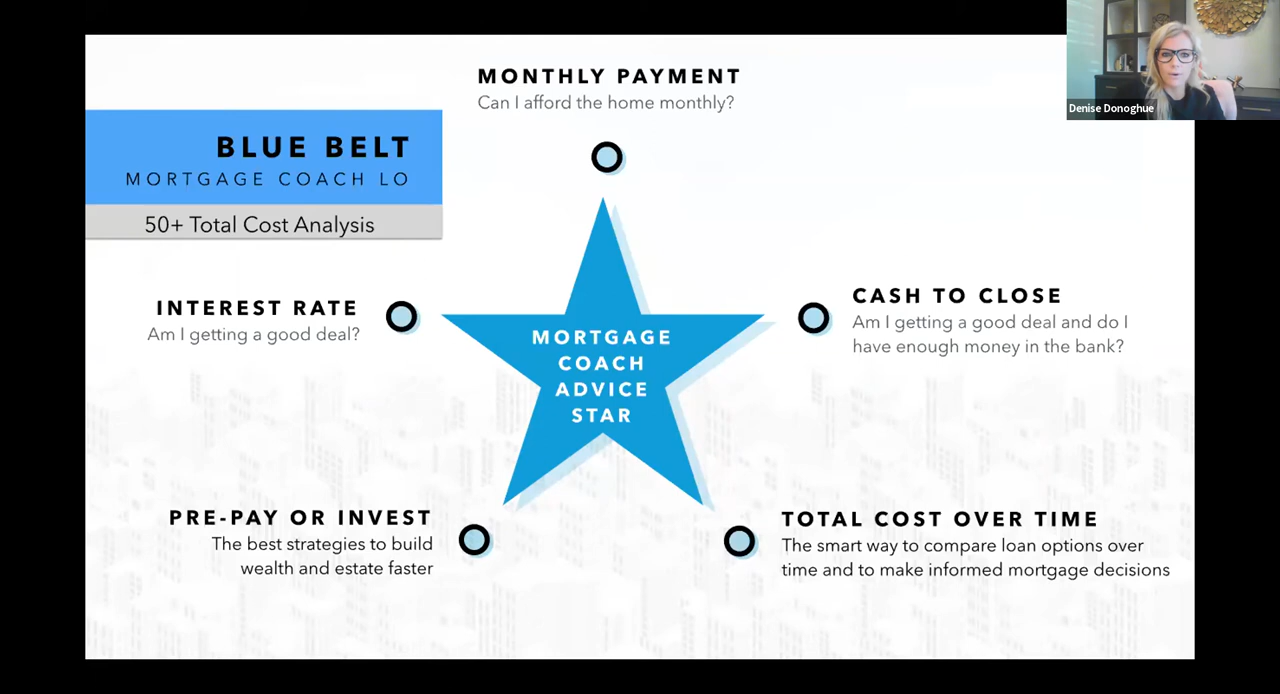 MONTHLY PAYMENT
Can I afford the home monthly?
Denise Donoghue
BLUE BELT
MORTGAGE COACH LO
50+ Total Cost Analysis
INTEREST RATE
Am I getting a good deal?
CASH TO CLOSE
Am I getting a good deal and do I
have enough money in the bank?
MORTGAGE
COACH
ADVICE
STAR
PRE-PAY OR INVEST
The best strategies to build
wealth and estate faster
TOTAL COST OVER TIME
The smart way to compare loan options over
time and to make informed mortgage decisions